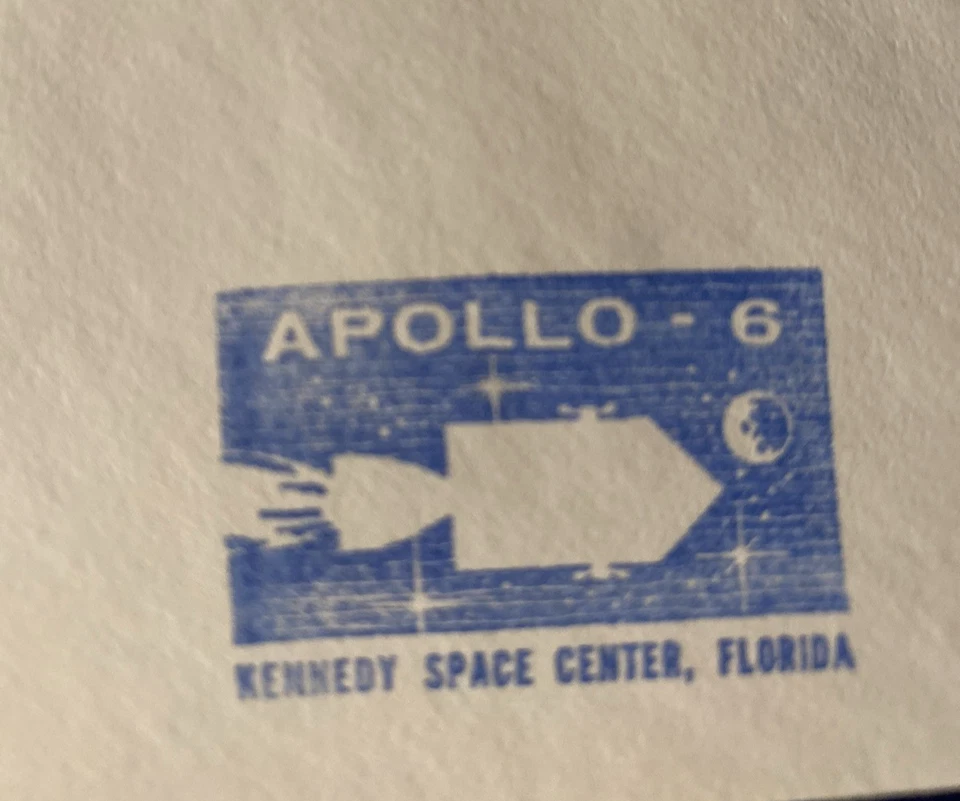 APOLLO - 6
KENNEDY SPACE CENTER, FLORIDA